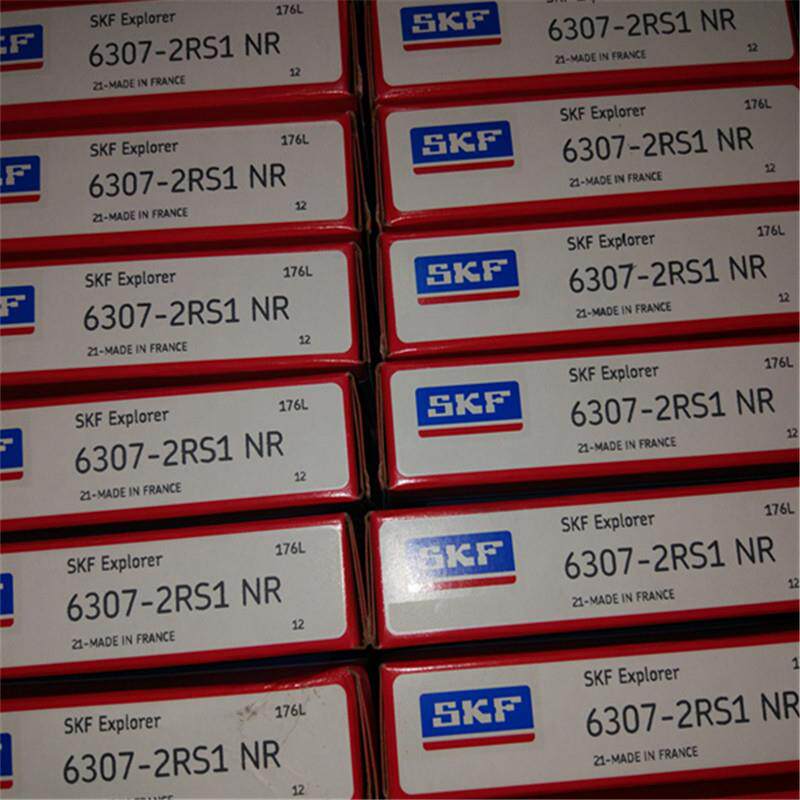 SKF Explorer 176L
6307-2RS1 NR
21-MADE IN FRANCE 12
SKF Explorer 176L
6307-2RS1 NR
21-MADE IN FRANCE 12
SKF Explorer 176L
6307-2RS1 NR
21-MADE IN FRANCE 12
SKF Explorer 176L
6307-2RS1 NR
21-MADE IN FRANCE 12
SKF Explorer 176L
6307-2RS1 NR
21-MADE IN FRANCE 12
SKF Explorer 176L
6307-2RS1 NR
12
SKF
6307-2RS1 NR
21-MADE IN FRANCE 12
SKF
SKF Explorer 176L
6307-2RS1 NR
21-MADE IN FRANCE 12
SKF
SKF Explorer 176L
6307-2RS1 NR
21-MADE IN FRANCE 12
SKF
SKF Explorer 176L
6307-2RS1 NR
21-MADE IN FRANCE 12
SKF
SKF Explorer 176L
6307-2RS1 NR
21-MADE IN FRANCE 12
SKF
SKF Explorer
6307-2RS1 NR
21-MADE IN FRANCE